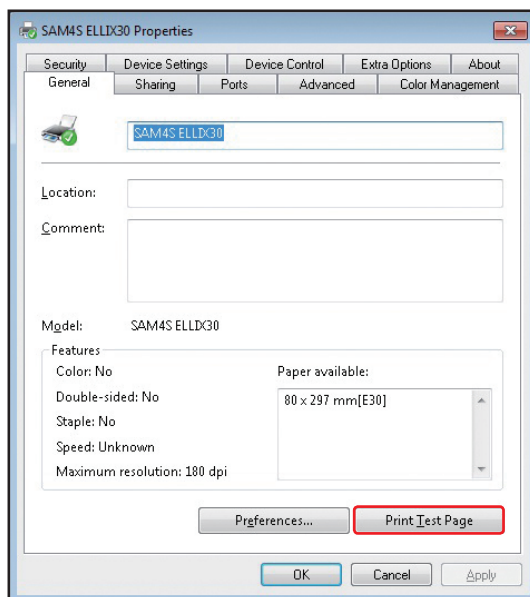 SAM4S ELLIX30 Properties
Security Device Settings Device Control Extra Options About
General Sharing Ports Advanced Color Management
SAM4S ELLIX30
Location:
Comment:
Model: SAM4S ELLIX30
Features
Color: No Paper available:
Double-sided: No 80 x 297 mm[E30]
Staple: No
Speed: Unknown
Maximum resolution: 180 dpi
Preferences... Print Test Page
OK Cancel Apply